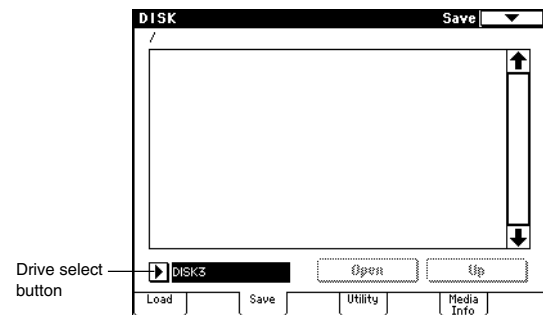 DISK Save
/
Drive select
button
DISK3 Open Up
Load Save Utility Media
Info